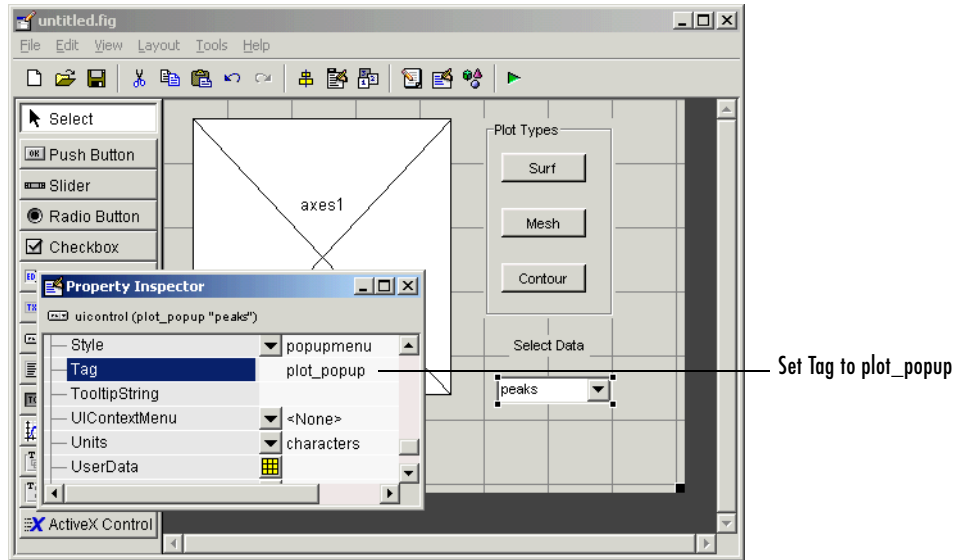 untitled.fig
File Edit View Layout Tools Help
Select
OK Push Button
Slider
Radio Button
Checkbox
axes1
Plot Types
Surf
Mesh
Contour
Select Data
peaks
Property Inspector
uicontrol (plot_popup "peaks")
Style popupmenu
Tag plot_popup
TooltipString
UIContextMenu <None>
Units characters
UserData
ActiveX Control
Set Tag to plot_popup